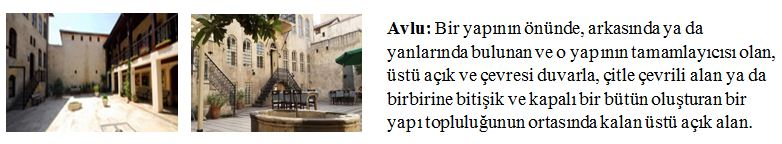 Avlu: Bir yapının önünde, arkasında ya da
yanlarında bulunan ve o yapının tamamlayıcısı olan,
üstü açık ve çevresi duvarla, çitle çevrili alan ya da
birbirine bitişik ve kapalı bir bütün oluşturan bir
yapı topluluğunun ortasında kalan üstü açık alan.